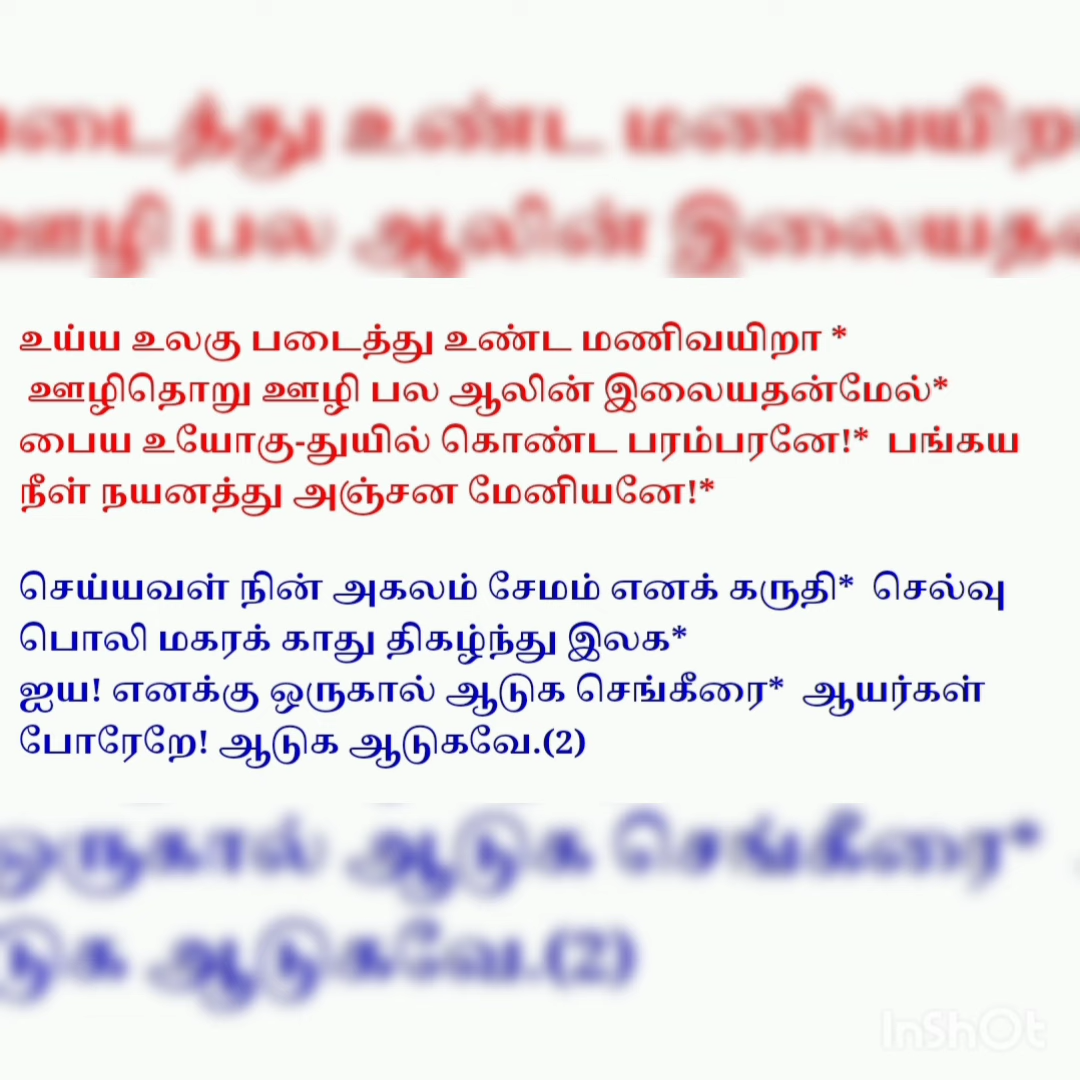 உய்ய உலகு படைத்து உண்ட மணிவயிறா *
ஊழிதொறு ஊழி பல ஆலின் இலையதன்மேல்*
பைய உயோகு-துயில் கொண்ட பரம்பரனே!* பங்கய
நீள் நயனத்து அஞ்சன மேனியனே!*
செய்யவள் நின் அகலம் சேமம் எனக் கருதி* செல்வு
பொலி மகரக் காது திகழ்ந்து இலக*
ஐய! எனக்கு ஒருகால் ஆடுக செங்கீரை* ஆயர்கள்
போரேறே! ஆடுக ஆடுகவே.(2)
InShOt